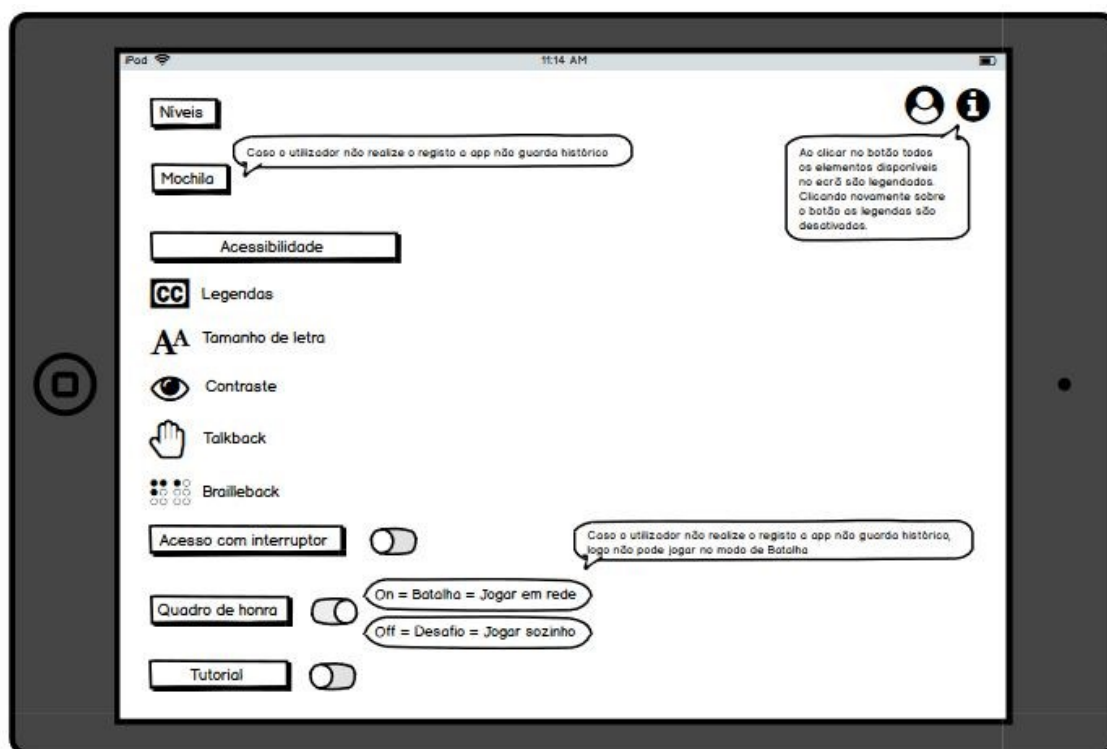 iPod
11:14 AM
Níveis
Caso o utilizador não realize o registo a app não guarda histórico
Mochila
Ao clicar no botão todos
os elementos disponíveis
no ecrã são legendados.
Clicando novamente sobre
o botão as legendas são
desativadas.
Acessibilidade
CC Legendas
AA Tamanho de letra
Contraste
Talkback
Brailleback
Acesso com interruptor
Caso o utilizador não realize o registo a app não guarda histórico,
logo não pode jogar no modo de Batalha
Quadro de honra
On = Batalha = Jogar em rede
Off = Desafio = Jogar sozinho
Tutorial